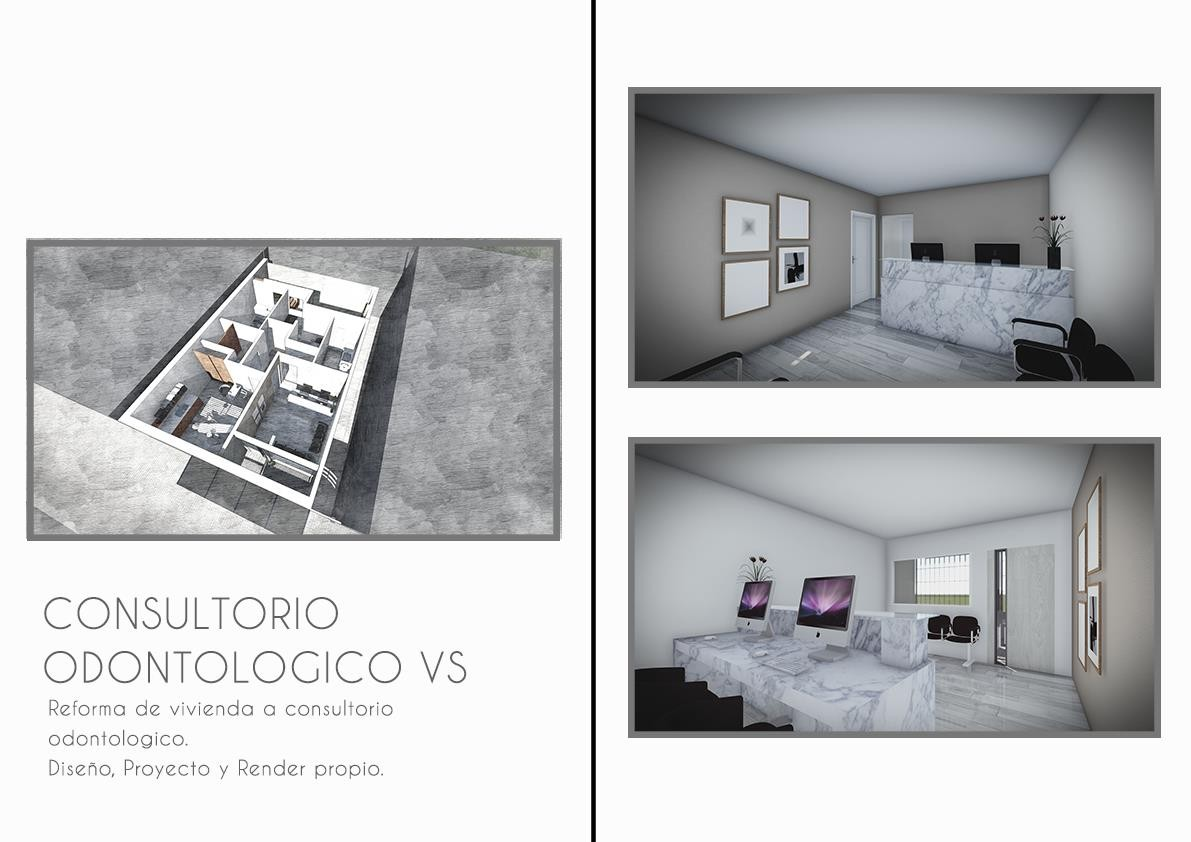 CONSULTORIO
ODONTOLOGICO VS
Reforma de vivienda a consultorio
odontologico.
Diseño, Proyecto y Render propio.